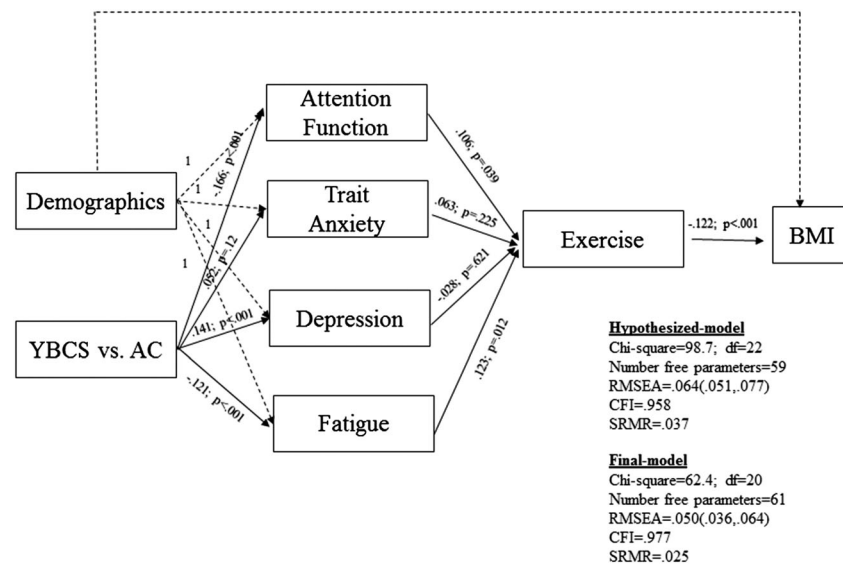 Attention
Function
Demographics
Trait
Anxiety
Exercise
BMI
YBCS vs. AC
Depression
Fatigue
1
1
1
1
-.166; p<.001
.052; p=.12
.141; p<.001
-.121; p<.001
.106; p=.039
.063; p=.225
-.028; p=.621
.123; p=.012
-.122; p<.001
Hypothesized-model
Chi-square=98.7; df=22
Number free parameters=59
RMSEA=.064(.051,.077)
CFI=.958
SRMR=.037
Final-model
Chi-square=62.4; df=20
Number free parameters=61
RMSEA=.050(.036,.064)
CFI=.977
SRMR=.025